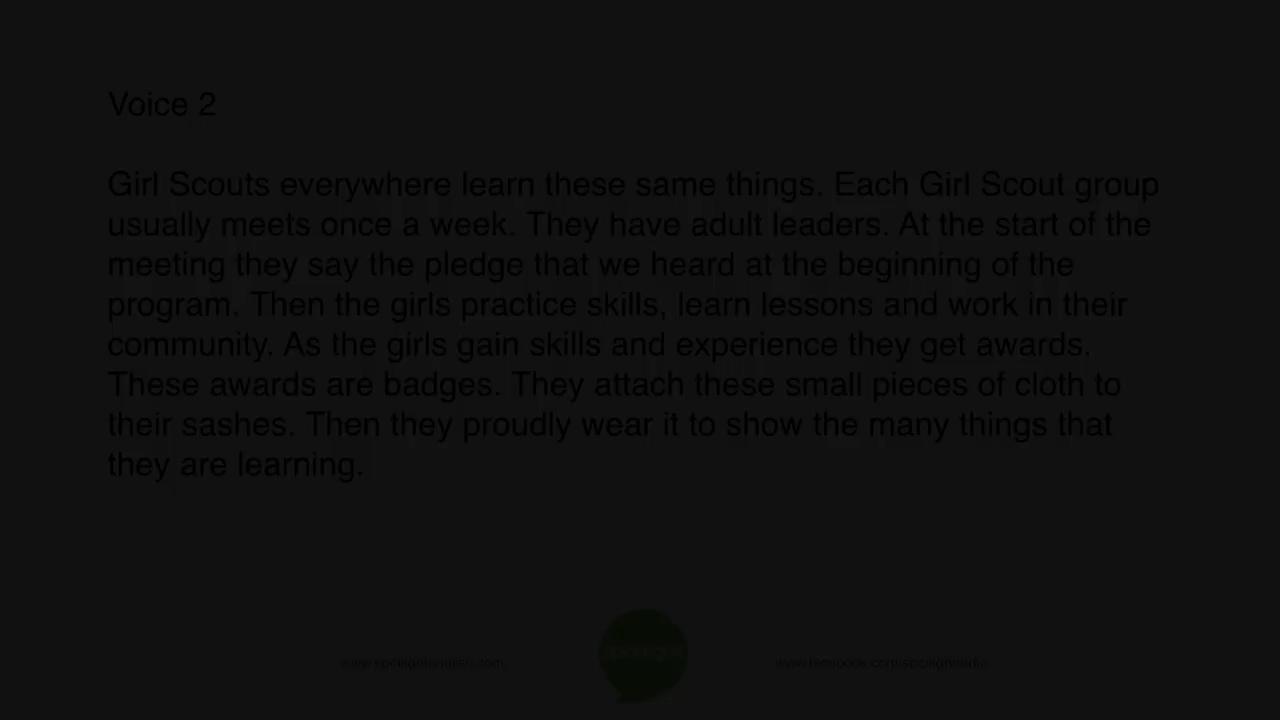 Voice 2
Girl Scouts everywhere learn these same things. Each Girl Scout group
usually meets once a week. They have adult leaders. At the start of the
meeting they say the pledge that we heard at the beginning of the
program. Then the girls practice skills, learn lessons and work in their
community. As the girls gain skills and experience they get awards.
These awards are badges. They attach these small pieces of cloth to
their sashes. Then they proudly wear it to show the many things that
they are learning.